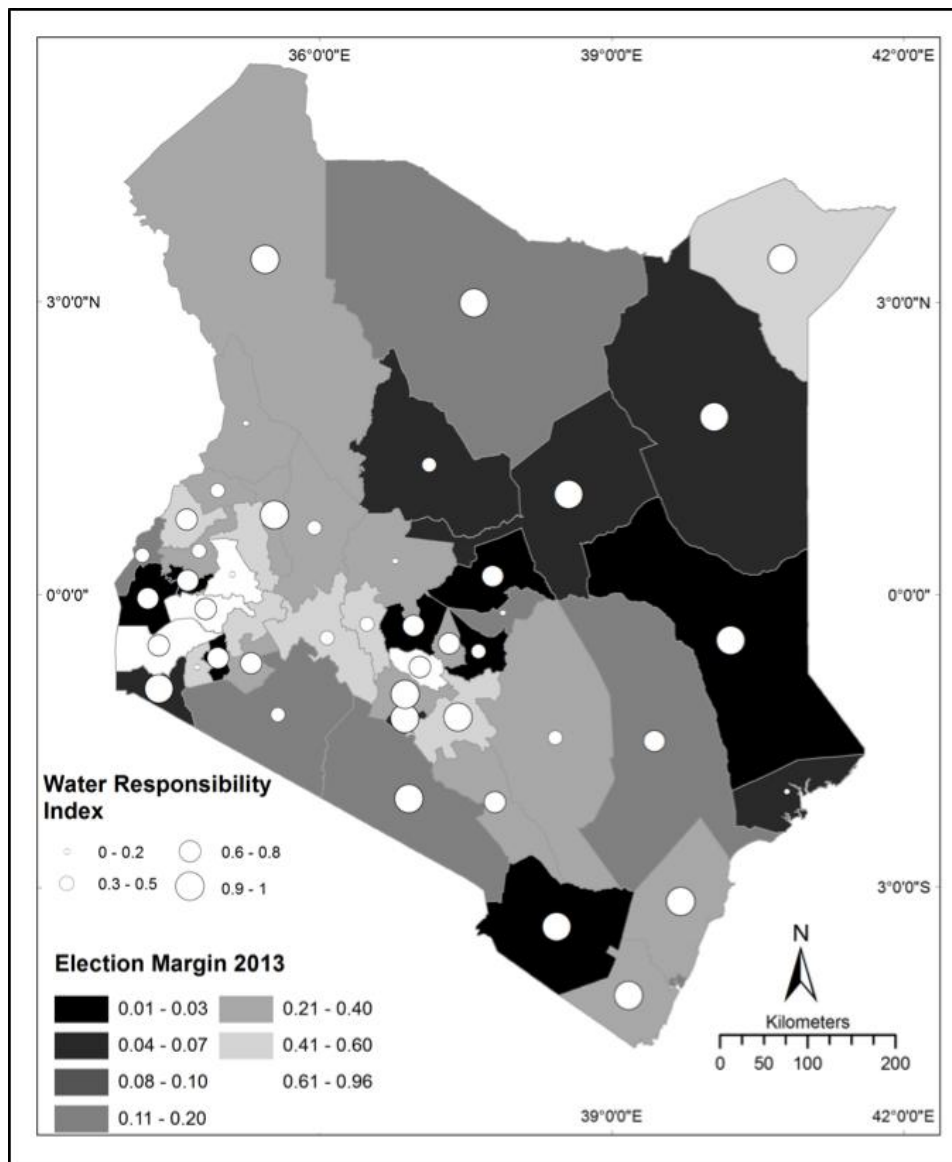 36°0'0"E 39°0'0"E 42°0'0"E
3°0'0"N 3°0'0"N
0°0'0" 0°0'0"
Water Responsibility
Index
0 - 0.2 0.6 - 0.8
0.3 - 0.5 0.9 - 1
3°0'0"S
Election Margin 2013
0.01 - 0.03 0.21 - 0.40
0.04 - 0.07 0.41 - 0.60
0.08 - 0.10 0.61 - 0.96
0.11 - 0.20
N
Kilometers
0 50 100 200
39°0'0"E 42°0'0"E